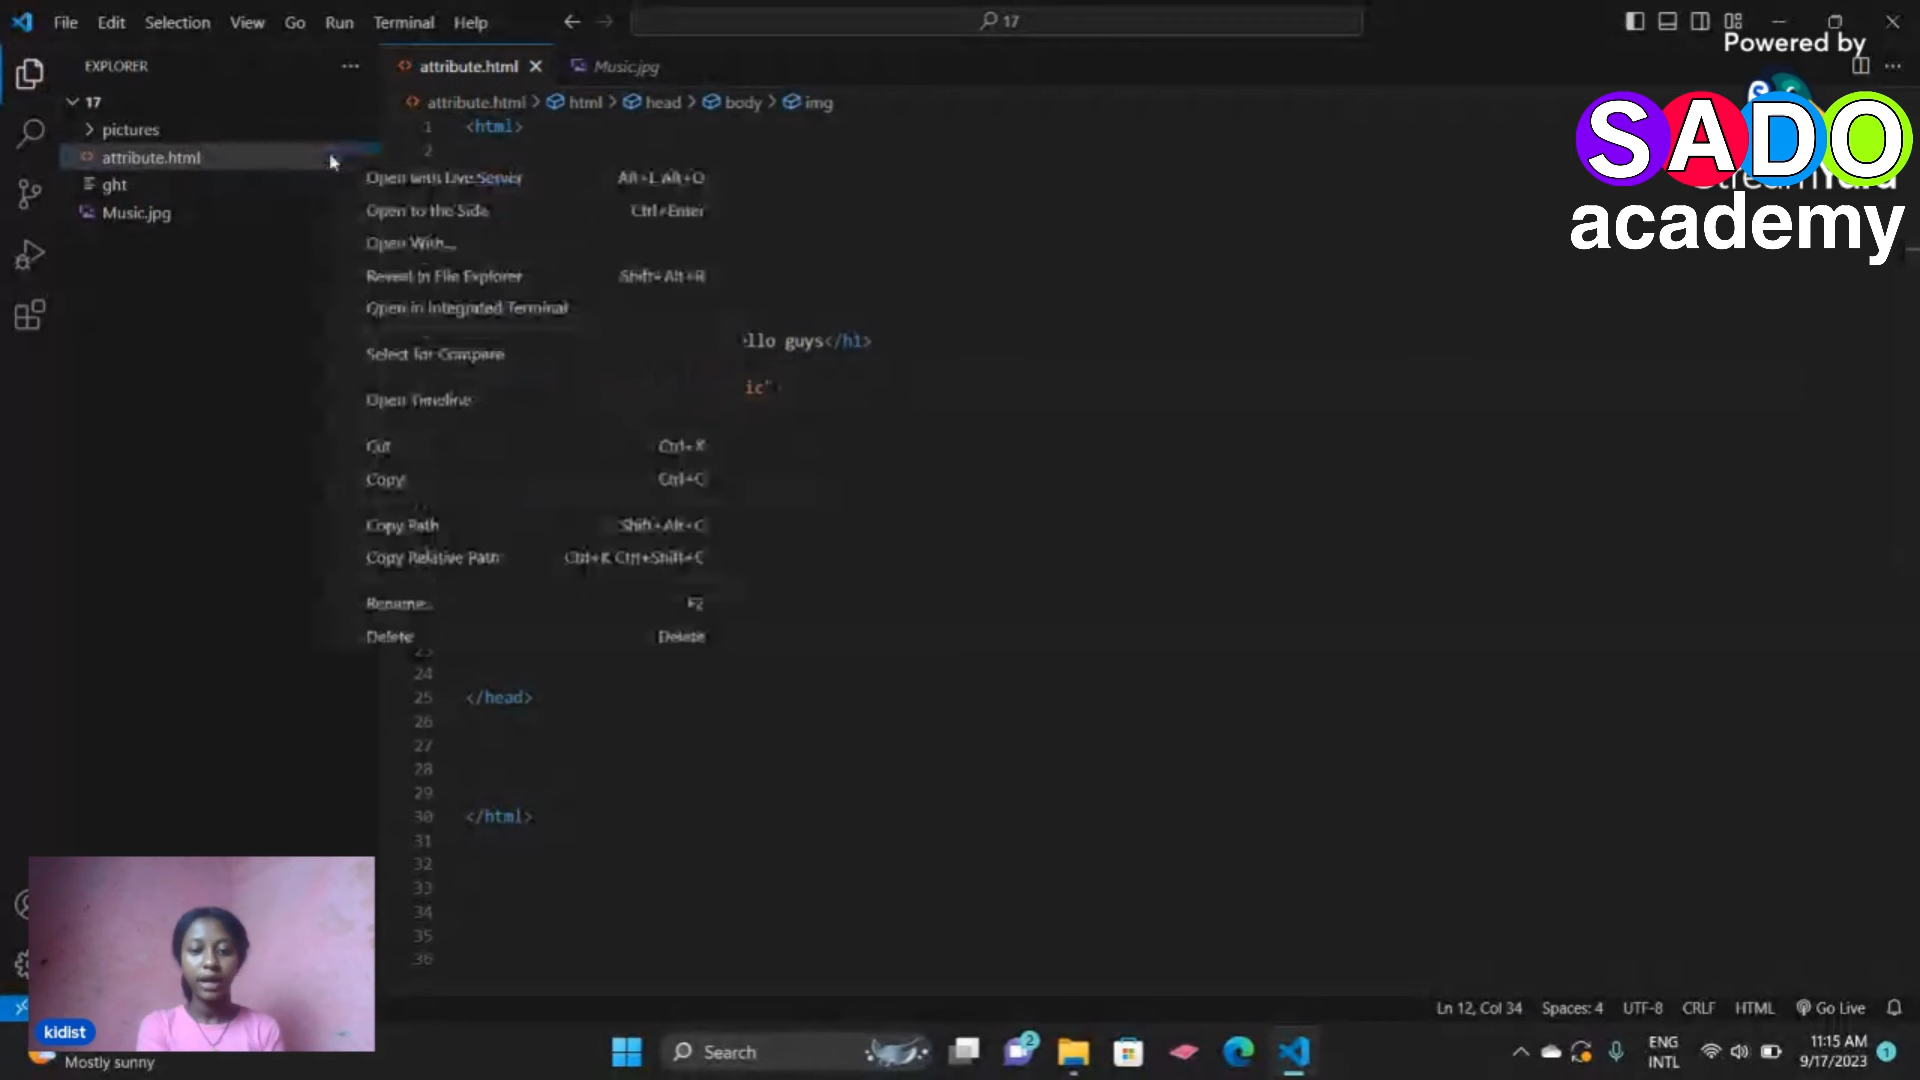 File Edit Selection View Go Run Terminal Help
17
Powered by
SADO
academy
EXPLORER
17
pictures
attribute.html
ght
Music.jpg
attribute.html
Music.jpg
attribute.html > html > head > body > img
1 <html>
2
Open with Live Server Alt+L Alt+O
Open to the Side Ctrl+Enter
Open With...
Reveal in File Explorer Shift+Alt+R
Open in Integrated Terminal
Select for Compare
Open Timeline
Cut Ctrl+X
Copy Ctrl+C
Copy Path Shift+Alt+C
Copy Relative Path Ctrl+K Ctrl+Shift+C
Rename... F2
Delete Delete
llo guys</h1>
ic"
23
24
25 </head>
26
27
28
29
30 </html>
31
32
33
34
35
36
kidist
Ln 12, Col 34 Spaces: 4 UTF-8 CRLF HTML Go Live
Mostly sunny
Search
2
ENG
INTL
11:15 AM
9/17/2023
1